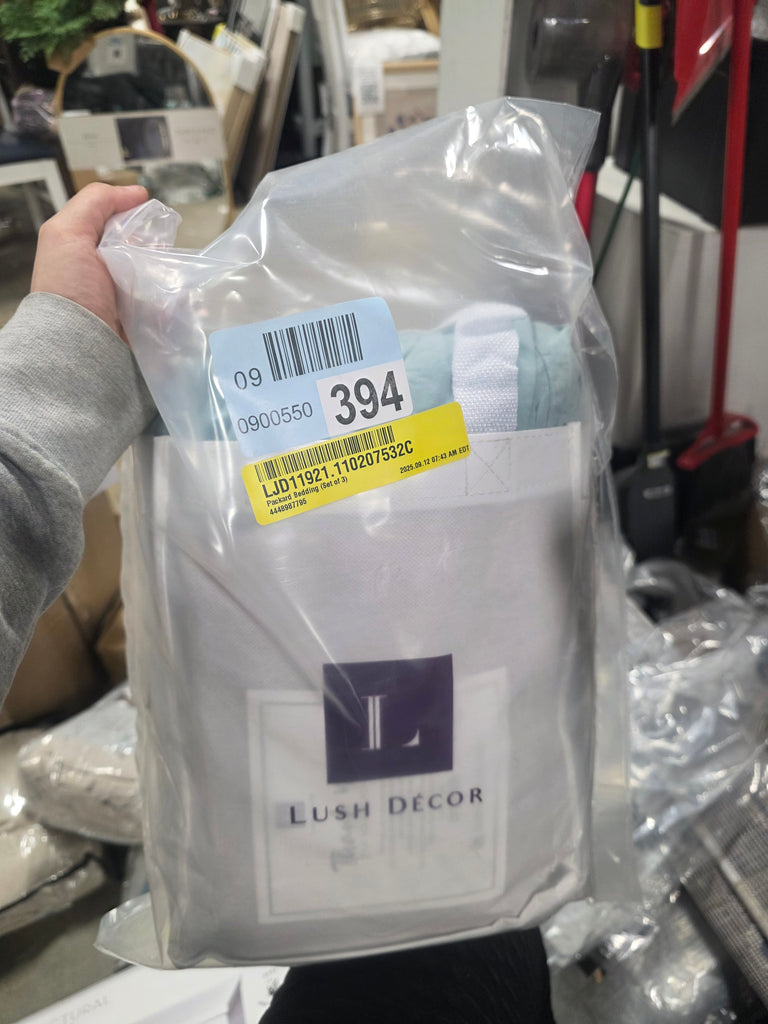 09
0900550
394
LJD11921.110207532C
Packard Bedding (Set of 3)
2025.09.12 07:43 AM EDT
4448987795
L
LUSH DÉCOR